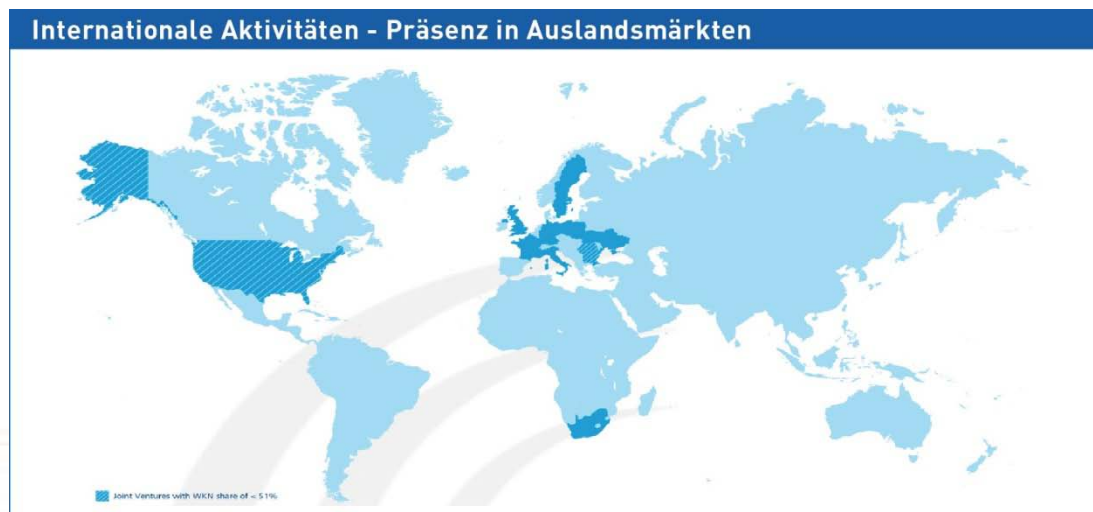 Internationale Aktivitäten - Präsenz in Auslandsmärkten
Joint Ventures with WKN share of < 51%